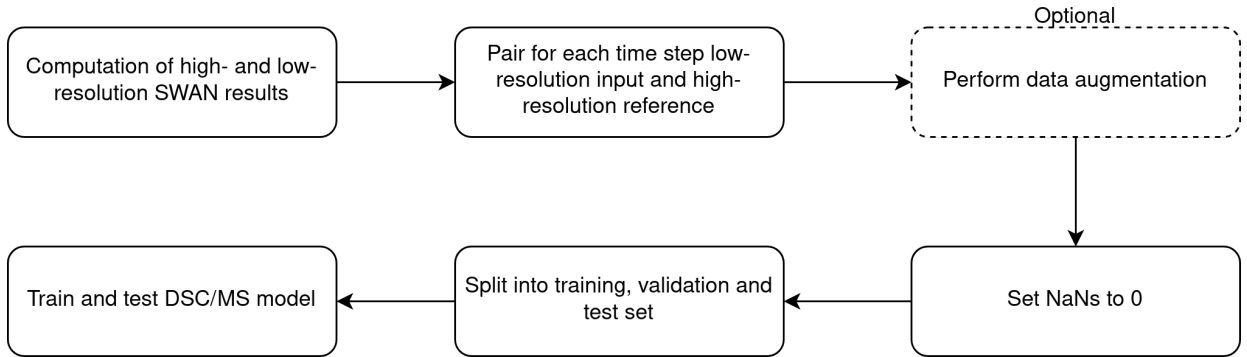 Computation of high- and low-
resolution SWAN results
Pair for each time step low-
resolution input and high-
resolution reference
Optional
Perform data augmentation
Set NaNs to 0
Split into training, validation and
test set
Train and test DSC/MS model